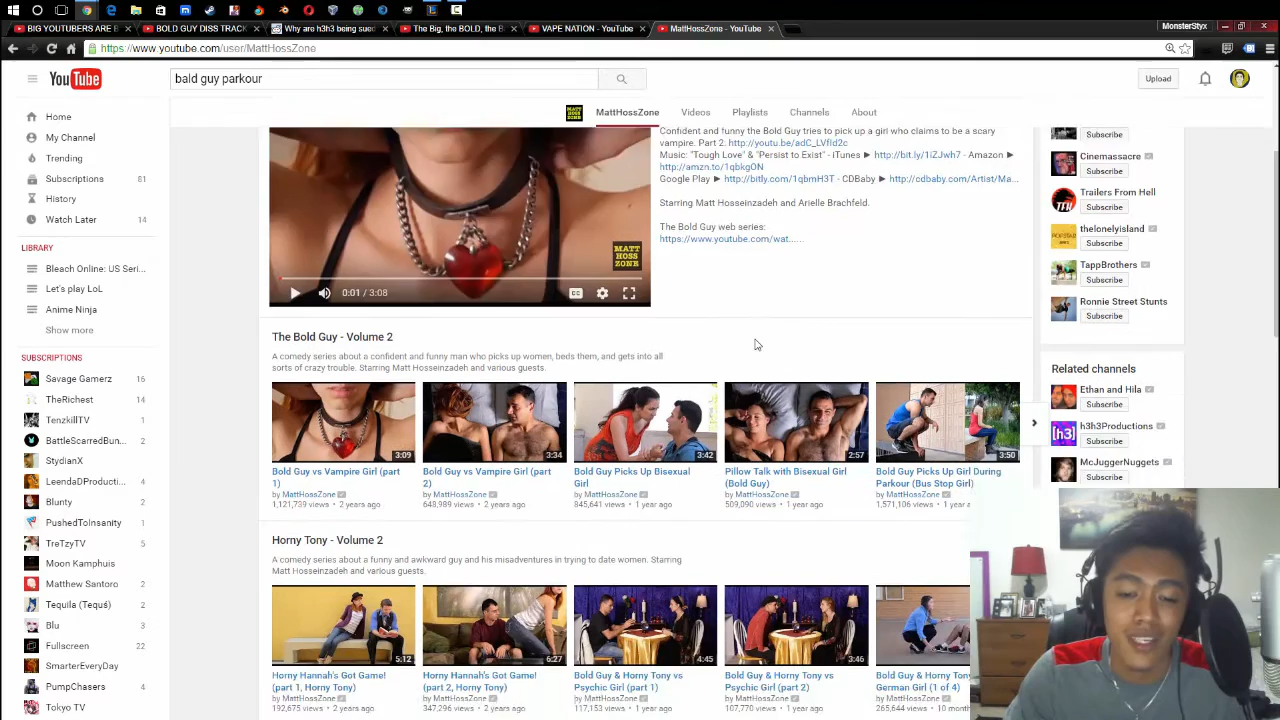 BIG YOUTUBERS ARE B
BOLD GUY DISS TRACK
Why are h3h3 being sued
The Big, the BOLD, the B
VAPE NATION - YouTube
MattHossZone - YouTube
MonsterStyx
https://www.youtube.com/user/MattHossZone
YouTube
bald guy parkour
Upload
MATT HOSS ZONE
MattHossZone
Videos
Playlists
Channels
About
Home
My Channel
Trending
Subscriptions 81
History
Watch Later 14
LIBRARY
Bleach Online: US Seri...
Let's play LoL
Anime Ninja
Show more
SUBSCRIPTIONS
Savage Gamerz 16
TheRichest 14
TenzkillTV 1
BattleScarredBun... 2
StydianX
LeendaDProducti... 4
Blunty 2
PushedToInsanity 1
TreTzyTV 5
Moon Kamphuis
Matthew Santoro 2
Tequila (Tequš) 2
Blu 3
Fullscreen 22
SmarterEveryDay
PumpChasers 4
Tokyo TV
MATT
HOSS
ZONE
0:01 / 3:08
CC
Confident and funny the Bold Guy tries to pick up a girl who claims to be a scary
vampire. Part 2. http://youtu.be/adC_LVfId2c
Music: "Tough Love" & "Persist to Exist" - iTunes ► http://bit.ly/1iZJwh7 - Amazon ►
http://amzn.to/1qbkgON
Google Play ► http://bitly.com/1qbmH3T - CDBaby ► http://cdbaby.com/Artist/Ma...
Starring Matt Hosseinzadeh and Arielle Brachfeld.
The Bold Guy web series:
https://www.youtube.com/wat......
The Bold Guy - Volume 2
A comedy series about a confident and funny man who picks up women, beds them, and gets into all
sorts of crazy trouble. Starring Matt Hosseinzadeh and various guests.
3:09
3:34
3:42
2:57
3:50
Bold Guy vs Vampire Girl (part
1)
by MattHossZone
1,121,739 views • 2 years ago
Bold Guy vs Vampire Girl (part
2)
by MattHossZone
648,989 views • 2 years ago
Bold Guy Picks Up Bisexual
Girl
by MattHossZone
845,641 views • 1 year ago
Pillow Talk with Bisexual Girl
(Bold Guy)
by MattHossZone
509,090 views • 1 year ago
Bold Guy Picks Up Girl During
Parkour (Bus Stop Girl)
by MattHossZone
1,571,106 views • 1 year a
Horny Tony - Volume 2
A comedy series about a funny and awkward guy and his misadventures in trying to date women. Starring
Matt Hosseinzadeh and various guests.
5:12
6:27
4:45
3:46
Horny Hannah's Got Game!
(part 1, Horny Tony)
by MattHossZone
192,675 views • 2 years ago
Horny Hannah's Got Game!
(part 2, Horny Tony)
by MattHossZone
347,296 views • 2 years ago
Bold Guy & Horny Tony vs
Psychic Girl (part 1)
by MattHossZone
117,153 views • 10 months ago
Bold Guy & Horny Tony vs
Psychic Girl (part 2)
by MattHossZone
107,770 views • 10 months ago
Bold Guy & Horny Tony
German Girl (1 of 4)
by MattHossZone
265,644 views • 10 mont
Subscribe
Cinemassacre
Subscribe
Trailers From Hell
TFH
Subscribe
thelonelyisland
Subscribe
TappBrothers
Subscribe
Ronnie Street Stunts
Subscribe
Related channels
Ethan and Hila
Subscribe
h3h3Productions
[h3]
Subscribe
McJuggerNuggets
Subscribe